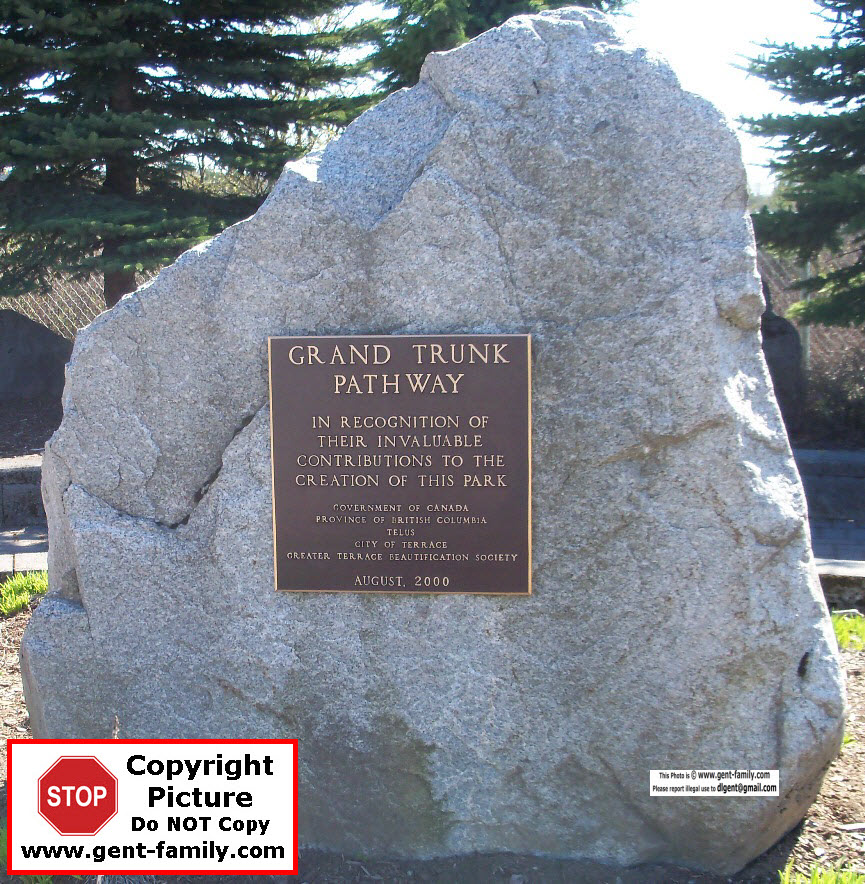 GRAND TRUNK
PATHWAY
IN RECOGNITION OF
THEIR INVALUABLE
CONTRIBUTIONS TO THE
CREATION OF THIS PARK
GOVERNMENT OF CANADA
PROVINCE OF BRITISH COLUMBIA
TELUS
CITY OF TERRACE
GREATER TERRACE BEAUTIFICATION SOCIETY
AUGUST, 2000
STOP
Copyright
Picture
Do NOT Copy
www.gent-family.com
This Photo is © www.gent-family.com
Please report illegal use to dlgent@gmail.com